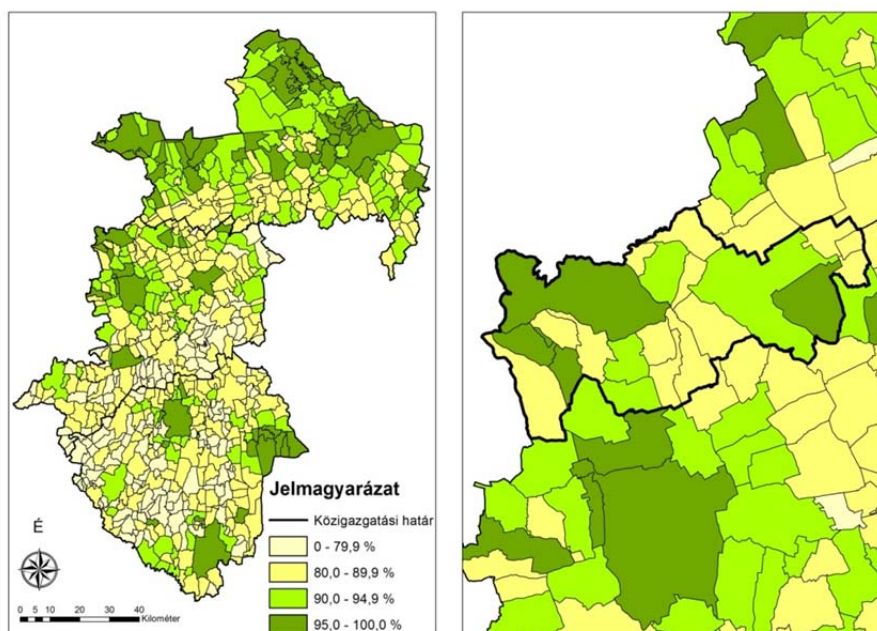 Jelmagyarázat
Közigazgatási határ
0 - 79,9 %
80,0 - 89,9 %
90,0 - 94,9 %
95,0 - 100,0 %
É
0 5 10 20 30 40
Kilométer